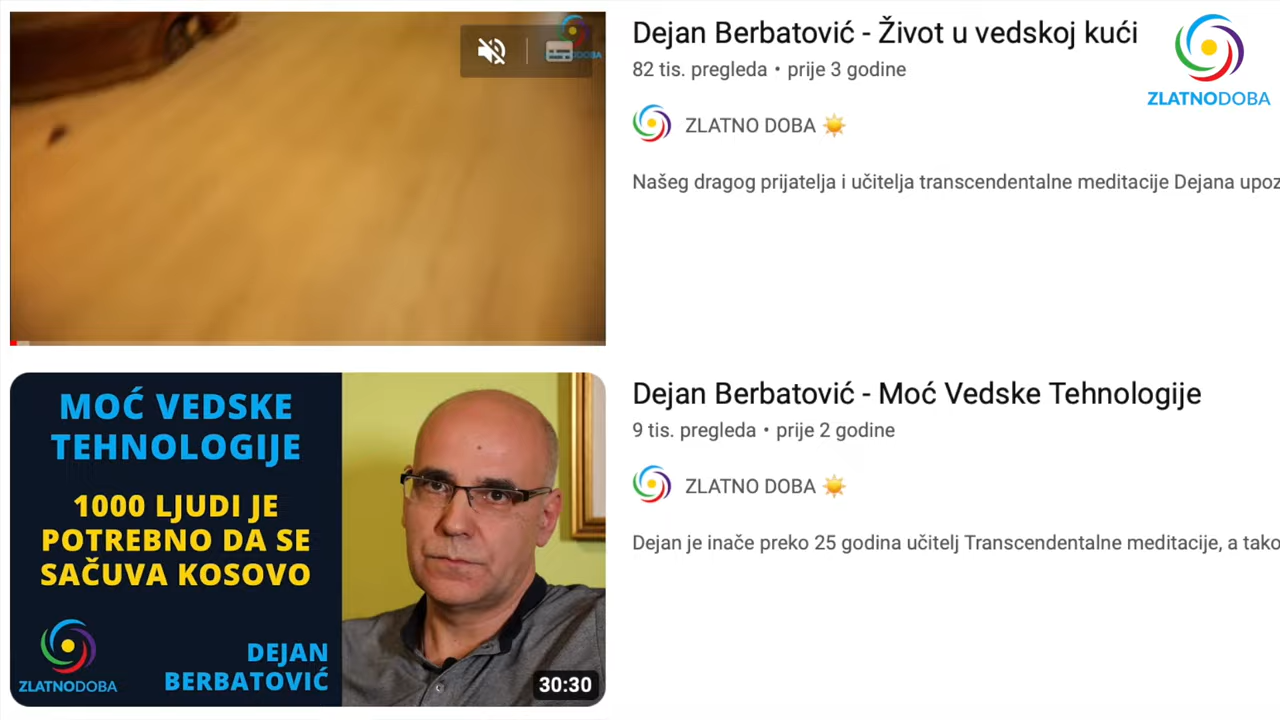 Dejan Berbatović - Život u vedskoj kući
82 tis. pregleda • prije 3 godine
ZLATNO DOBA ☀️
Našeg dragog prijatelja i učitelja transcendentalne meditacije Dejana upoz
ZLATNODOBA
MOĆ VEDSKE
TEHNOLOGIJE
1000 LJUDI JE
POTREBNO DA SE
SAČUVA KOSOVO
ZLATNODOBA
DEJAN
BERBATOVIĆ
30:30
Dejan Berbatović - Moć Vedske Tehnologije
9 tis. pregleda • prije 2 godine
ZLATNO DOBA ☀️
Dejan je inače preko 25 godina učitelj Transcendentalne meditacije, a tako